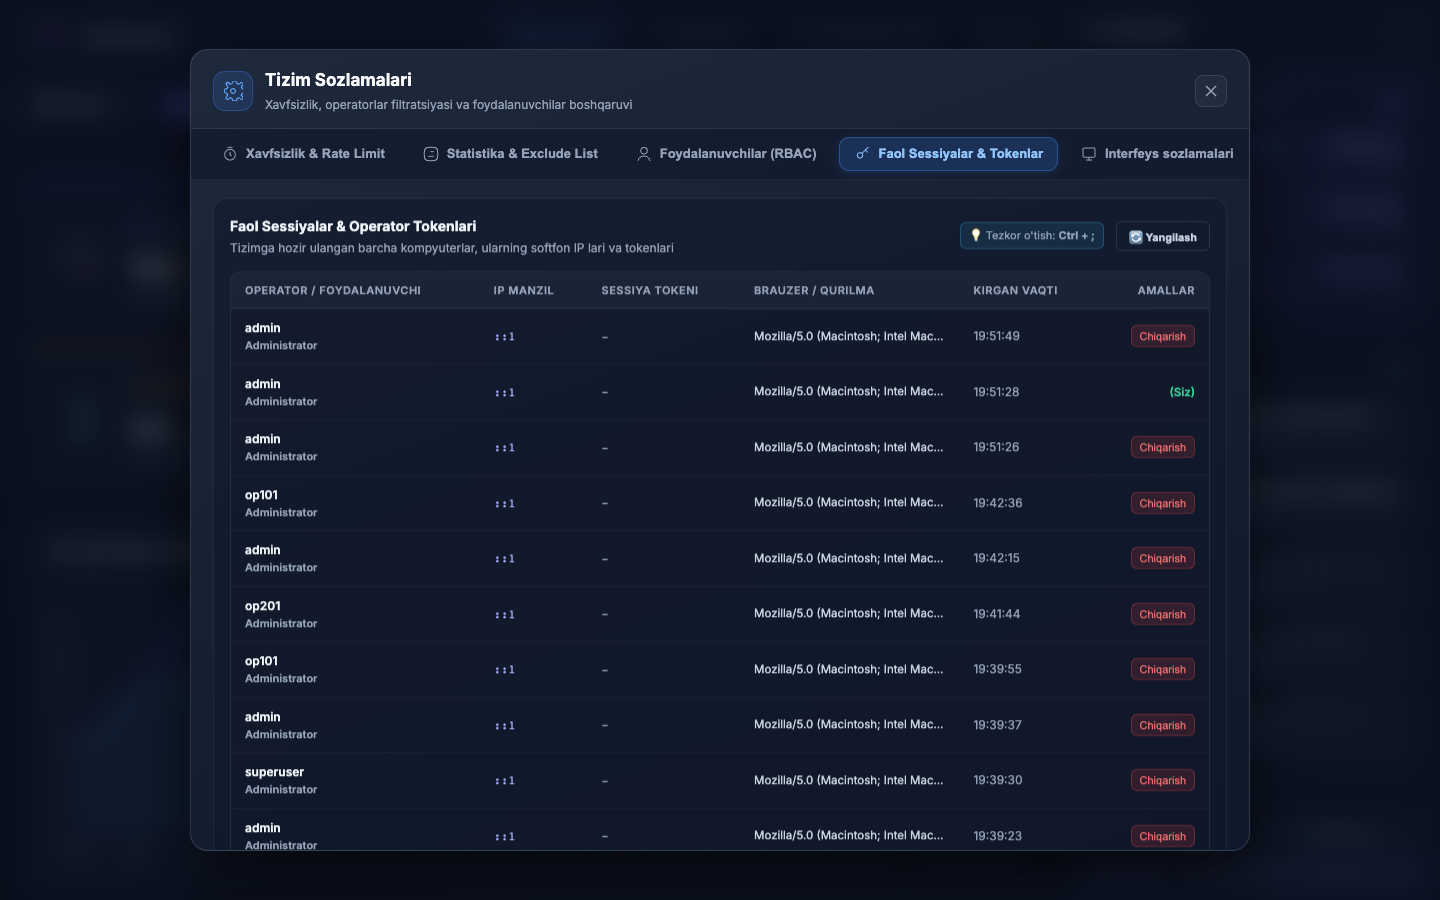 Tizim Sozlamalari
Xavfsizlik, operatorlar filtratsiyasi va foydalanuvchilar boshqaruvi
Xavfsizlik & Rate Limit
Statistika & Exclude List
Foydalanuvchilar (RBAC)
Faol Sessiyalar & Tokenlar
Interfeys sozlamalari
Faol Sessiyalar & Operator Tokenlari
Tizimga hozir ulangan barcha kompyuterlar, ularning softfon IP lari va tokenlari
Tezkor o'tish: Ctrl + ;
Yangilash
OPERATOR / FOYDALANUVCHI IP MANZIL SESSIYA TOKENI BRAUZER / QURILMA KIRGAN VAQTI AMALLAR
admin
Administrator
::1 – Mozilla/5.0 (Macintosh; Intel Mac... 19:51:49 Chiqarish
admin
Administrator
::1 – Mozilla/5.0 (Macintosh; Intel Mac... 19:51:28 (Siz)
admin
Administrator
::1 – Mozilla/5.0 (Macintosh; Intel Mac... 19:51:26 Chiqarish
op101
Administrator
::1 – Mozilla/5.0 (Macintosh; Intel Mac... 19:42:36 Chiqarish
admin
Administrator
::1 – Mozilla/5.0 (Macintosh; Intel Mac... 19:42:15 Chiqarish
op201
Administrator
::1 – Mozilla/5.0 (Macintosh; Intel Mac... 19:41:44 Chiqarish
op101
Administrator
::1 – Mozilla/5.0 (Macintosh; Intel Mac... 19:39:55 Chiqarish
admin
Administrator
::1 – Mozilla/5.0 (Macintosh; Intel Mac... 19:39:37 Chiqarish
superuser
Administrator
::1 – Mozilla/5.0 (Macintosh; Intel Mac... 19:39:30 Chiqarish
admin
Administrator
::1 – Mozilla/5.0 (Macintosh; Intel Mac... 19:39:23 Chiqarish